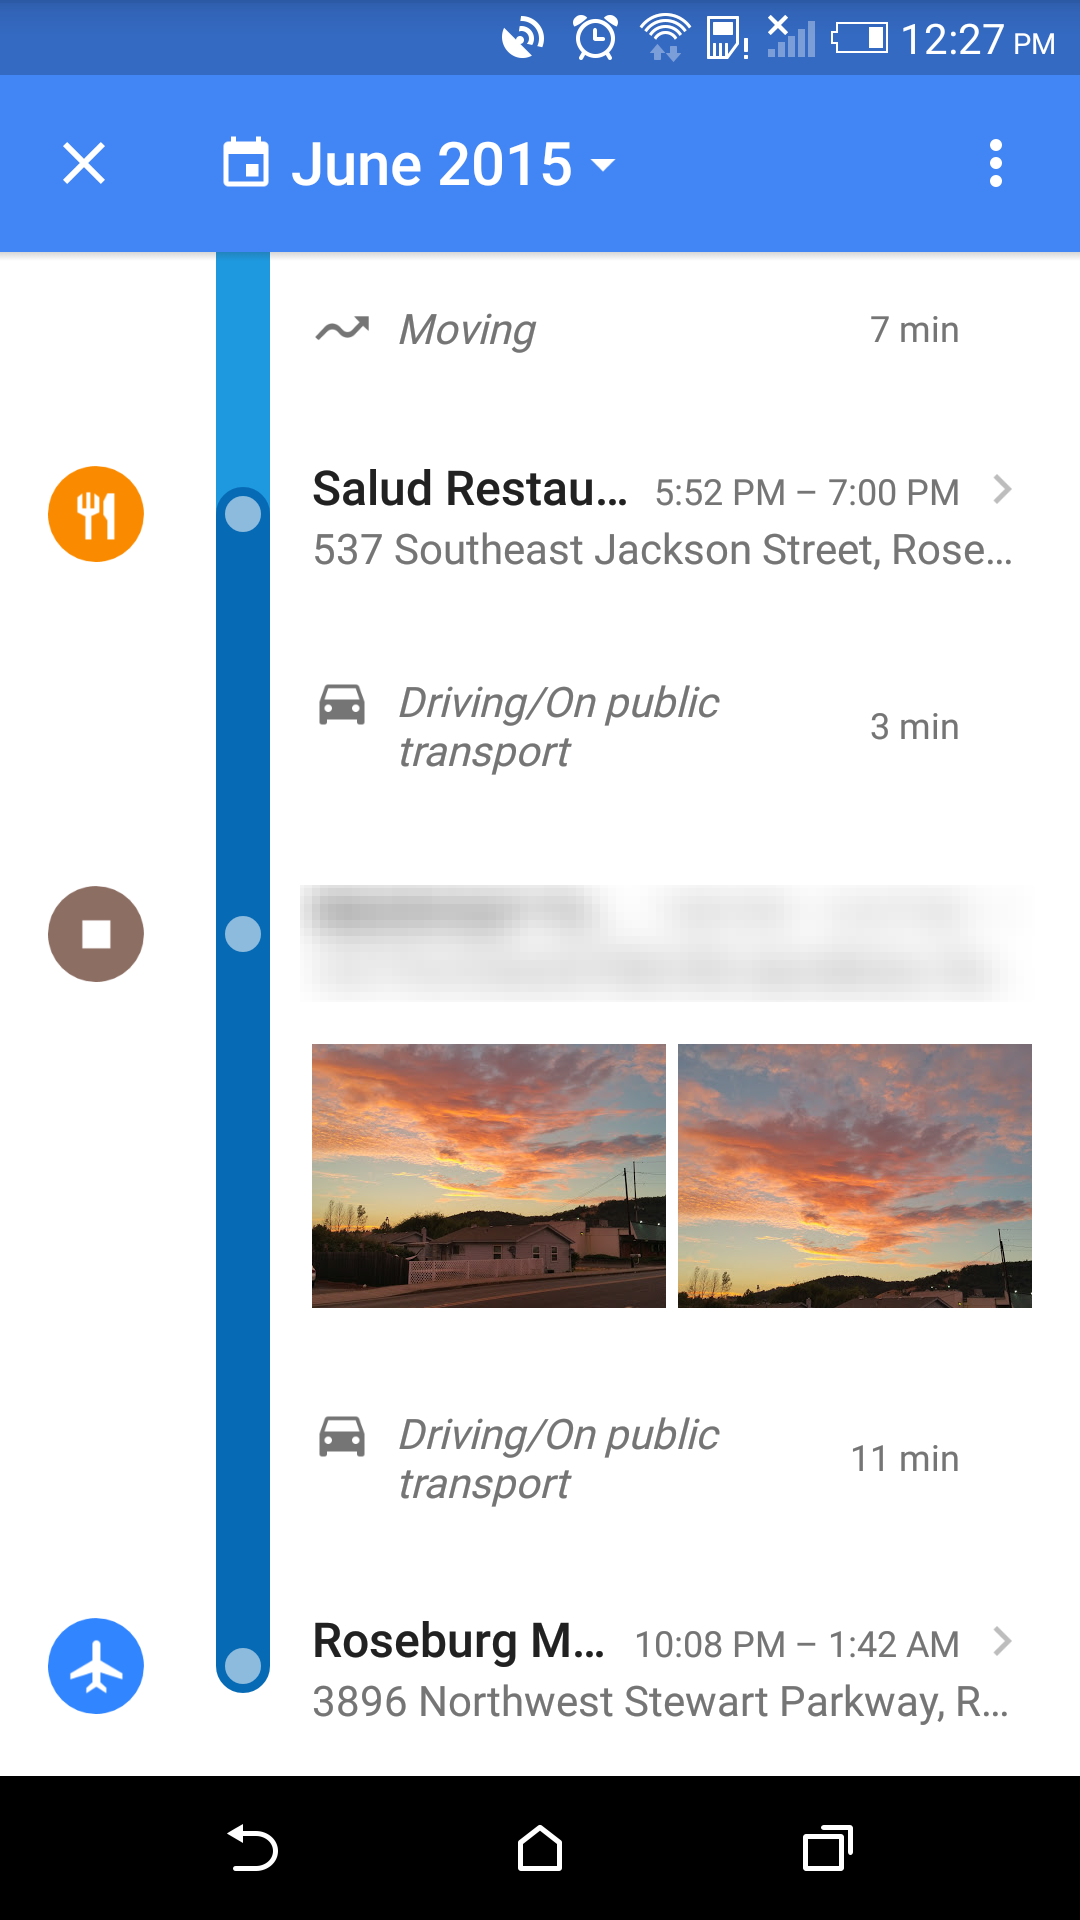 12:27 PM
June 2015
Moving 7 min
Salud Restau... 5:52 PM – 7:00 PM
537 Southeast Jackson Street, Rose...
Driving/On public
transport
3 min
Driving/On public
transport
11 min
Roseburg M... 10:08 PM – 1:42 AM
3896 Northwest Stewart Parkway, R...